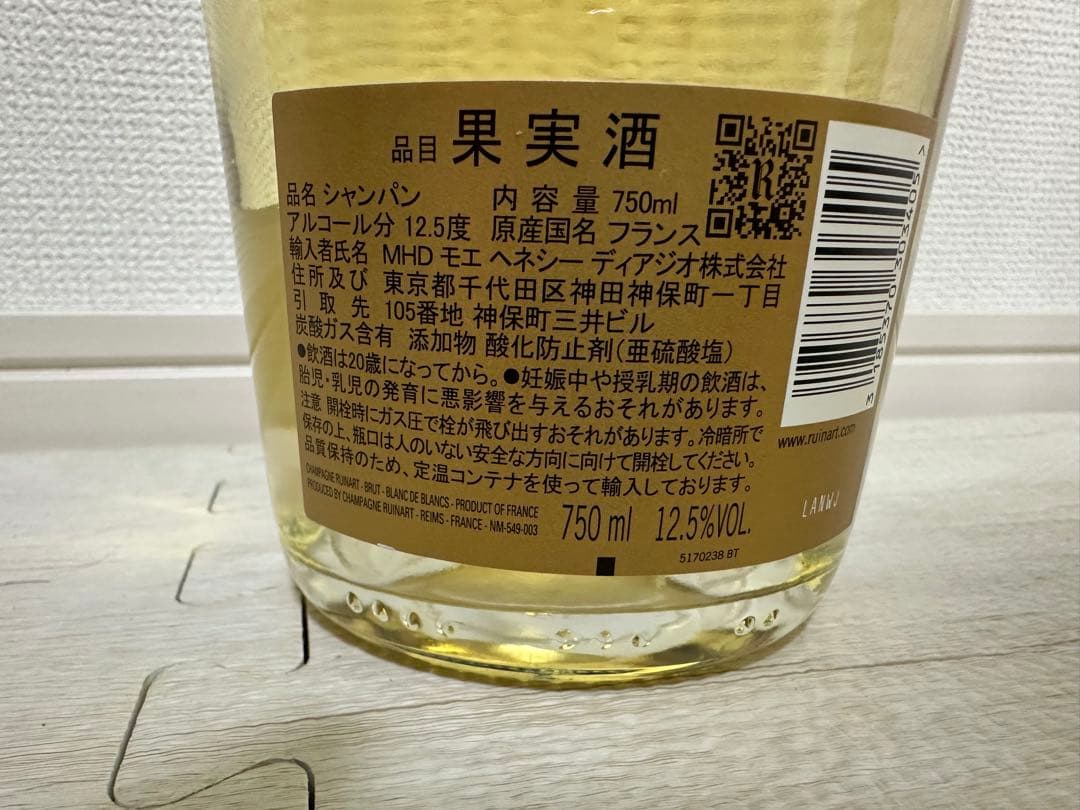 品目 果実酒
品名 シャンパン 内容量 750ml
アルコール分 12.5度 原産国名 フランス
輸入者氏名 MHD モエ ヘネシー ディアジオ株式会社
住所及び 東京都千代田区神田神保町一丁目
引取先 105番地 神保町三井ビル
炭酸ガス含有 添加物 酸化防止剤(亜硫酸塩)
●飲酒は20歳になってから。●妊娠中や授乳期の飲酒は、
胎児・乳児の発育に悪影響を与えるおそれがあります。
注意 開栓時にガス圧で栓が飛び出すおそれがあります。冷暗所で
保存の上、瓶口は人のいない安全な方向に向けて開栓してください。
品質保持のため、定温コンテナを使って輸入しております。
CHAMPAGNE RUINART - BRUT - BLANC DE BLANCS - PRODUCT OF FRANCE
PRODUCED BY CHAMPAGNE RUINART - REIMS - FRANCE - NM-549-003
750 ml 12.5%VOL.
5170238 BT
R
3 185370 303405 >
www.ruinart.com
LANWJ